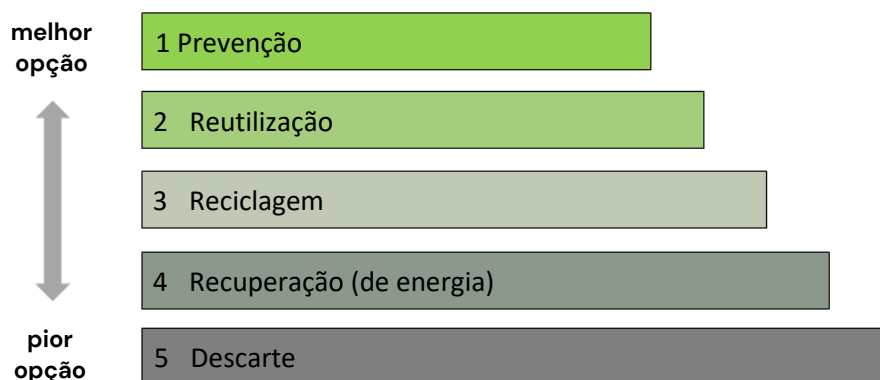 melhor
opção
1 Prevenção
2 Reutilização
3 Reciclagem
4 Recuperação (de energia)
pior
opção
5 Descarte